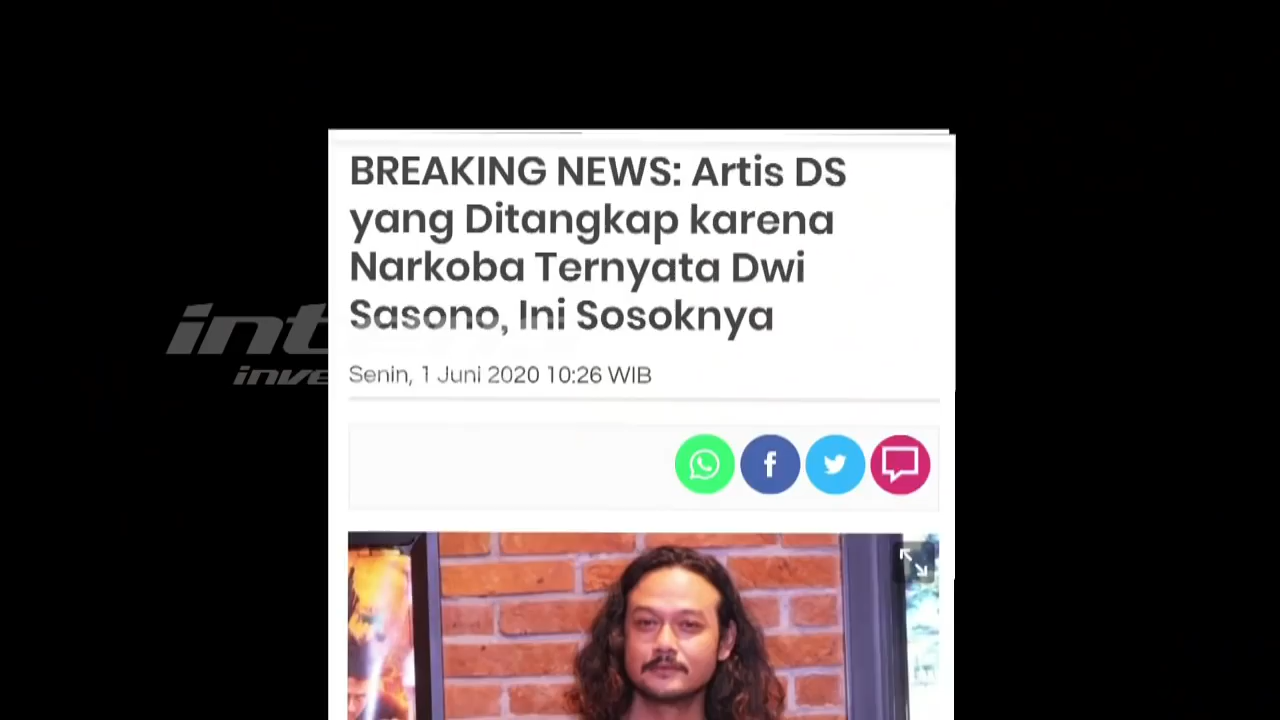 BREAKING NEWS: Artis DS
yang Ditangkap karena
Narkoba Ternyata Dwi
Sasono, Ini Sosoknya
Senin, 1 Juni 2020 10:26 WIB